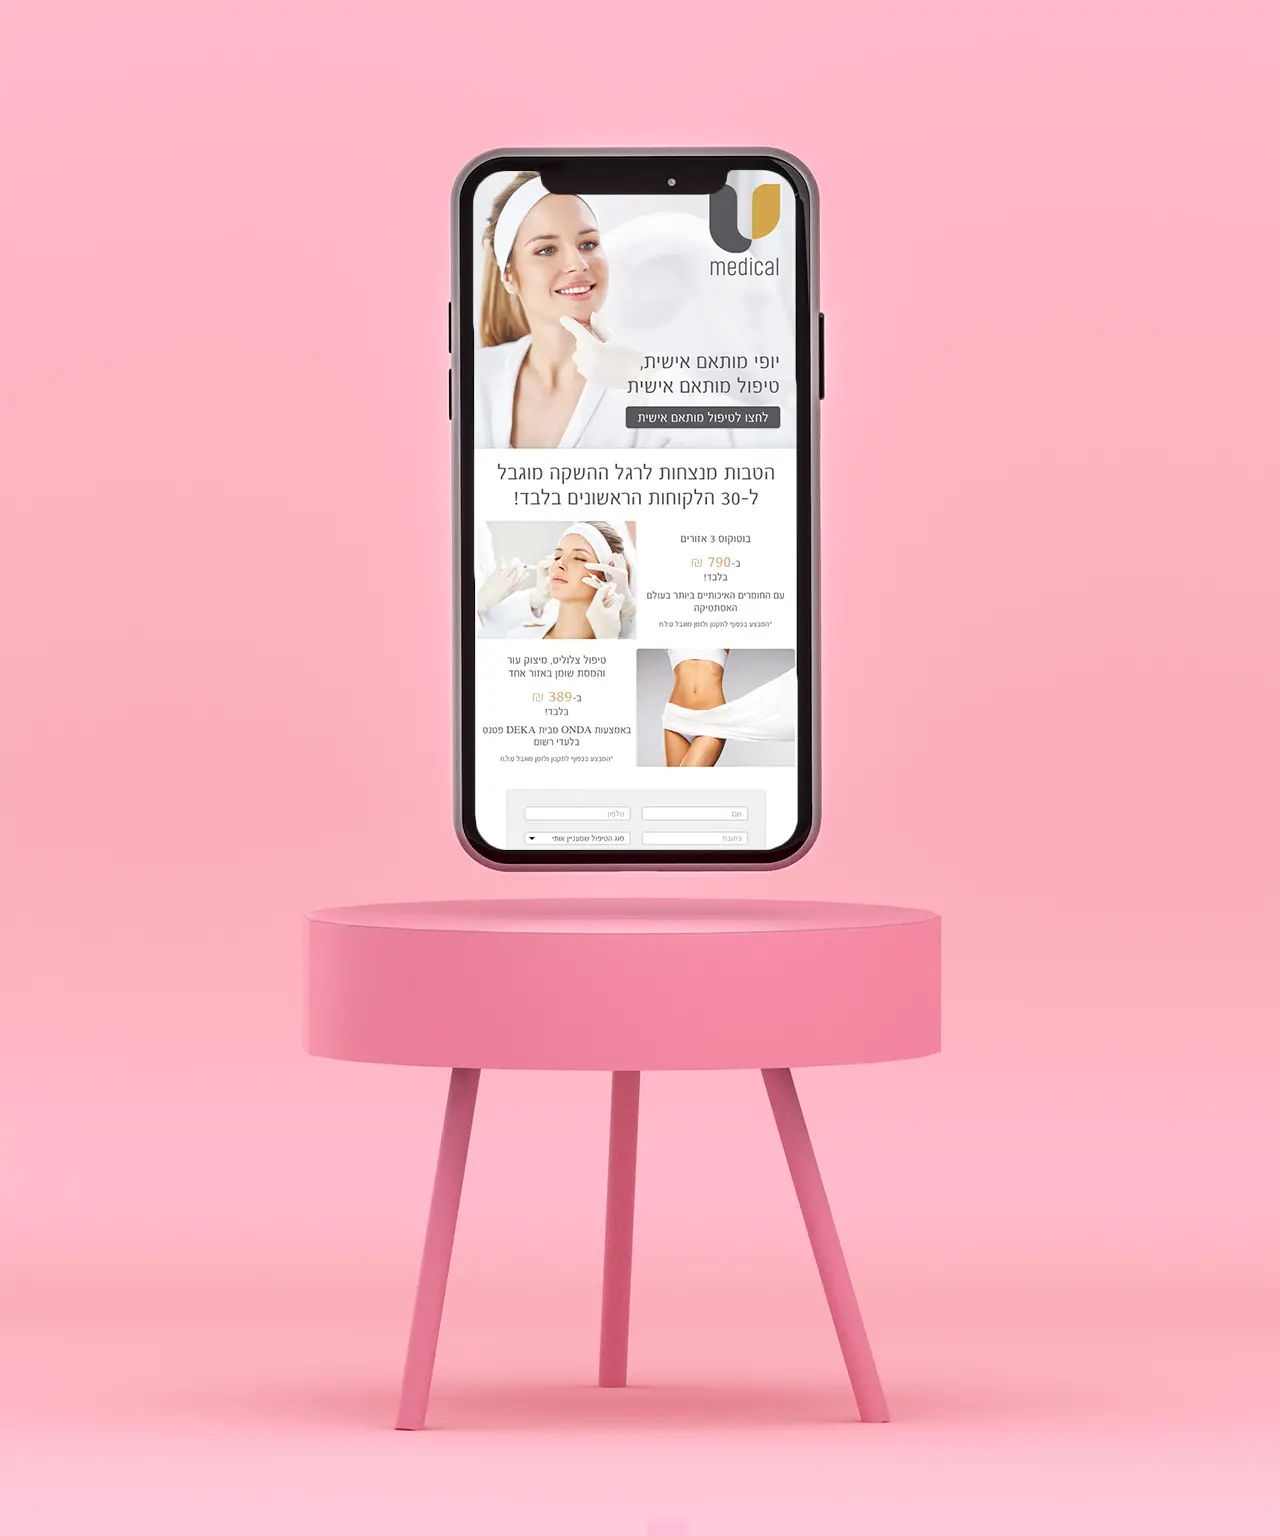 medical
יופי מותאם אישית,
טיפול מותאם אישית
לחצו לטיפול מותאם אישית
הטבות מנצחות לרגל ההשקה מוגבל
ל-30 הלקוחות הראשונים בלבד!
בוטוקס 3 אזורים
ב-790 ₪
בלבד!
עם החומרים האיכותיים ביותר בעולם
האסתטיקה
*המבצע בכפוף לתקנון ולזמן מוגבל ט.ל.ח
טיפול צלוליט, מיצוק עור
והמסת שומן באזור אחד
ב-389 ₪
בלבד!
באמצעות ONDA מבית DEKA פטנט
בלעדי רשום
*המבצע בכפוף לתקנון ולזמן מוגבל ט.ל.ח
שם
טלפון
כתובת
סוג הטיפול שמעניין אותי